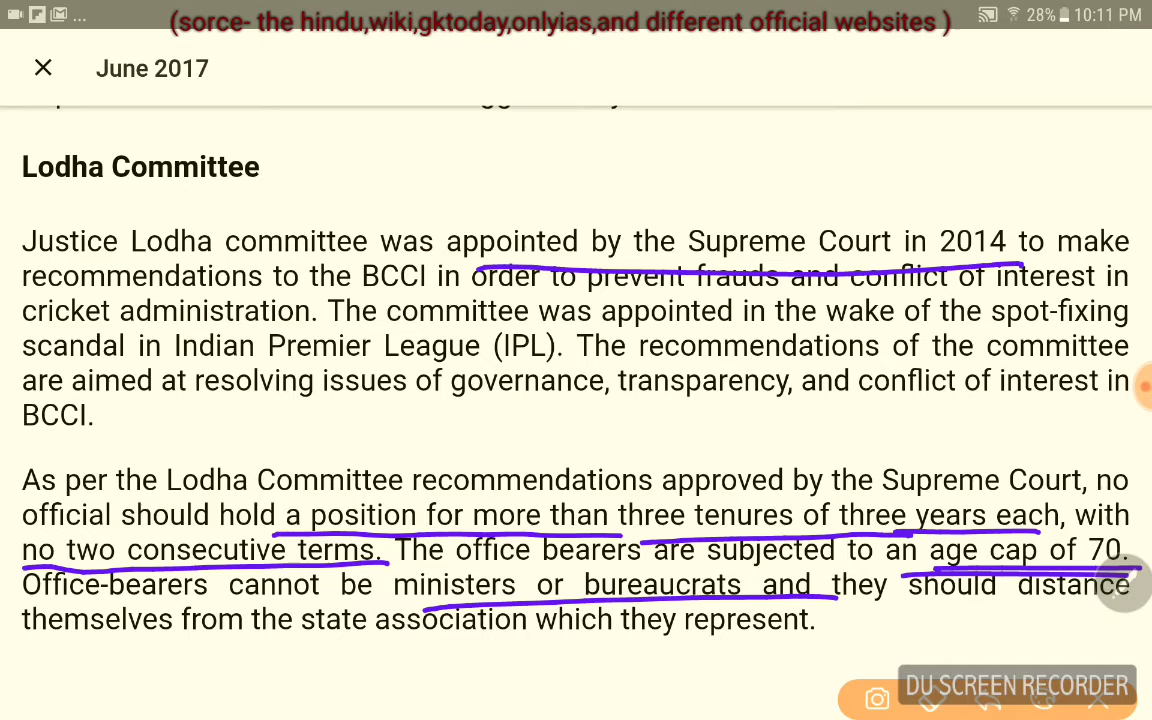 (sorce- the hindu,wiki,gktoday,onlyias,and different official websites )
28% 10:11 PM
June 2017
Lodha Committee
Justice Lodha committee was appointed by the Supreme Court in 2014 to make
recommendations to the BCCI in order to prevent frauds and conflict of interest in
cricket administration. The committee was appointed in the wake of the spot-fixing
scandal in Indian Premier League (IPL). The recommendations of the committee
are aimed at resolving issues of governance, transparency, and conflict of interest in
BCCI.
As per the Lodha Committee recommendations approved by the Supreme Court, no
official should hold a position for more than three tenures of three years each, with
no two consecutive terms. The office bearers are subjected to an age cap of 70.
Office-bearers cannot be ministers or bureaucrats and they should distance
themselves from the state association which they represent.
DU SCREEN RECORDER